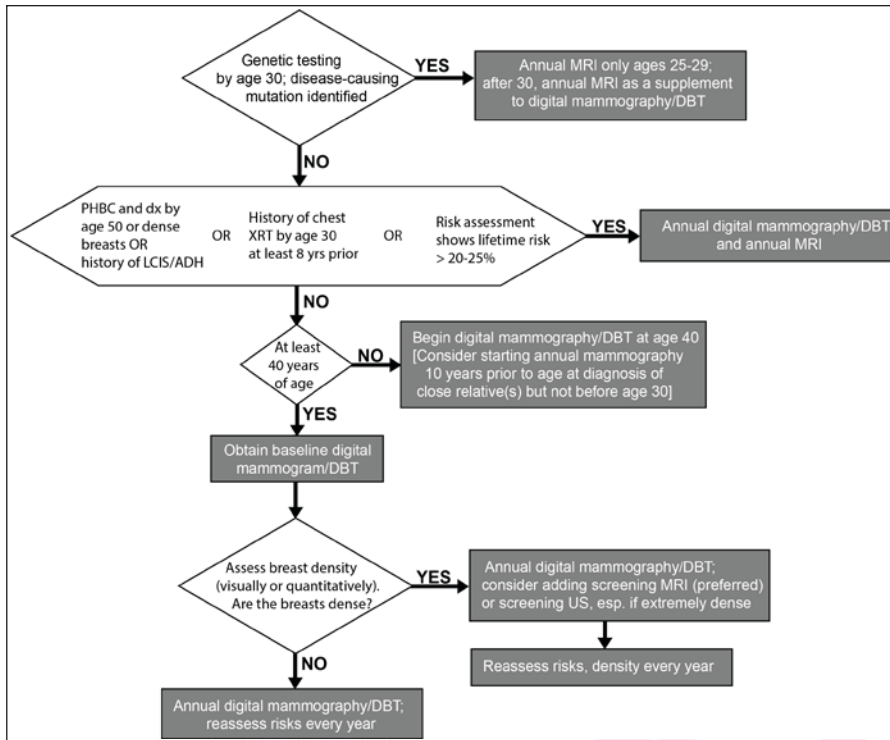 Genetic testing
by age 30; disease-causing
mutation identified
YES
Annual MRI only ages 25-29;
after 30, annual MRI as a supplement
to digital mammography/DBT
NO
PHBC and dx by
age 50 or dense
breasts OR
history of LCIS/ADH
OR
History of chest
XRT by age 30
at least 8 yrs prior
OR
Risk assessment
shows lifetime risk
> 20-25%
YES
Annual digital mammography/DBT
and annual MRI
NO
At least
40 years
of age
NO
Begin digital mammography/DBT at age 40
[Consider starting annual mammography
10 years prior to age at diagnosis of
close relative(s) but not before age 30]
YES
Obtain baseline digital
mammogram/DBT
Assess breast density
(visually or quantitatively).
Are the breasts dense?
YES
Annual digital mammography/DBT;
consider adding screening MRI (preferred)
or screening US, esp. if extremely dense
Reassess risks, density every year
NO
Annual digital mammography/DBT;
reassess risks every year